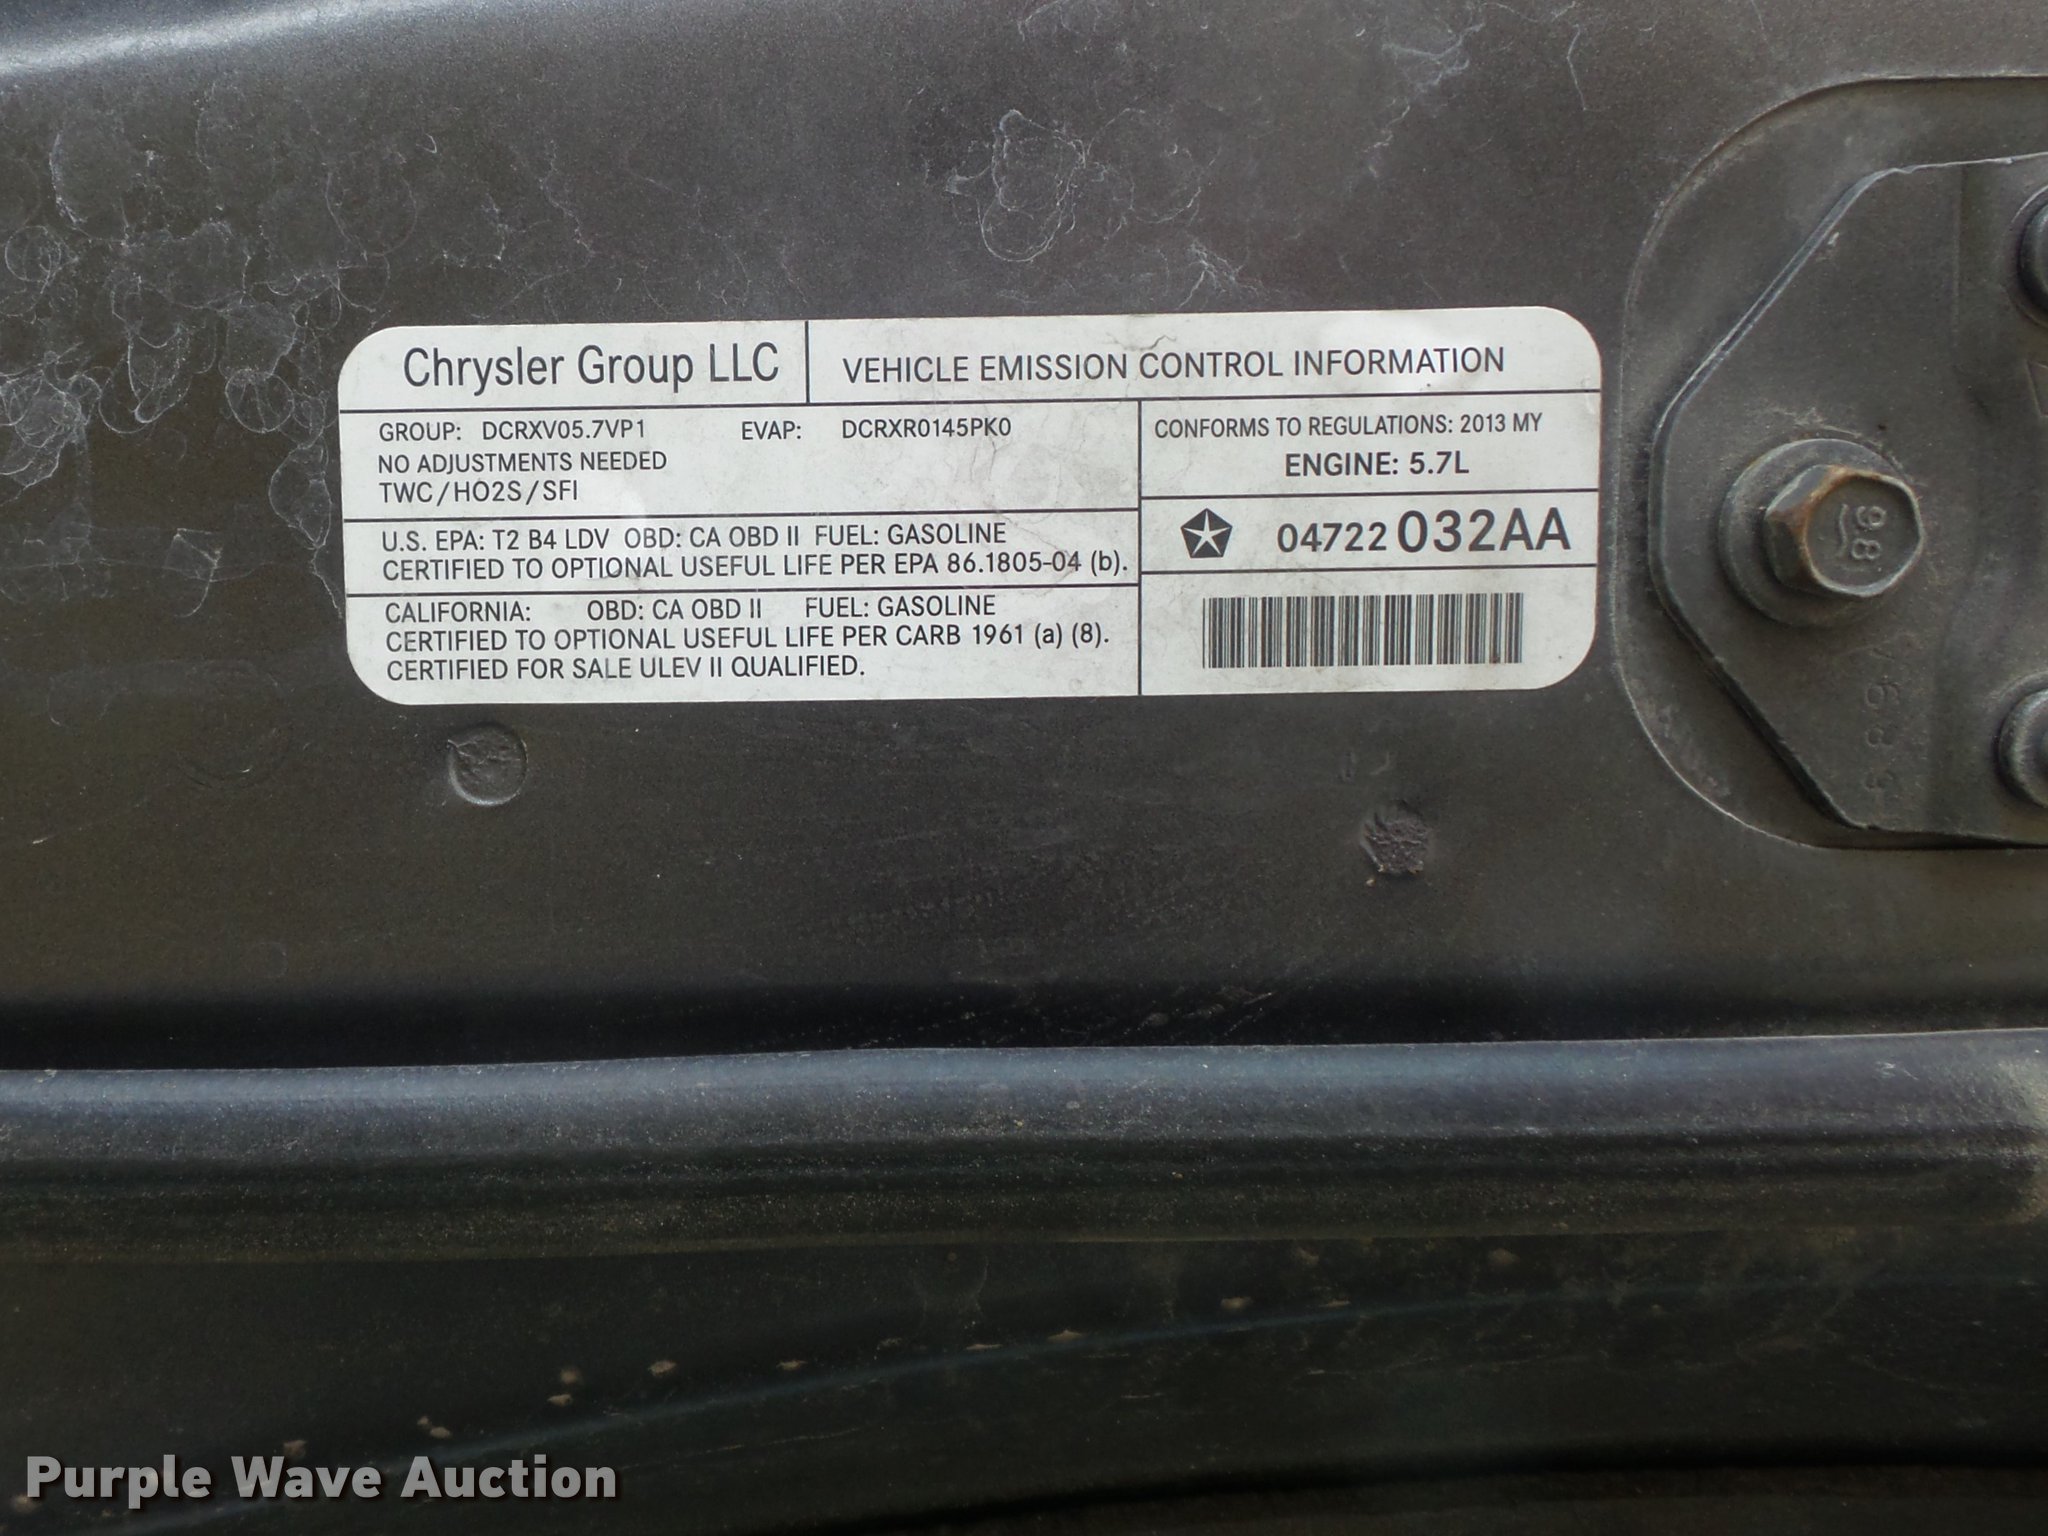 Chrysler Group LLC
VEHICLE EMISSION CONTROL INFORMATION
GROUP: DCRXV05.7VP1 EVAP: DCRXR0145PK0
NO ADJUSTMENTS NEEDED
TWC/HO2S/SFI
U.S. EPA: T2 B4 LDV OBD: CA OBD II FUEL: GASOLINE
CERTIFIED TO OPTIONAL USEFUL LIFE PER EPA 86.1805-04 (b).
CALIFORNIA: OBD: CA OBD II FUEL: GASOLINE
CERTIFIED TO OPTIONAL USEFUL LIFE PER CARB 1961 (a) (8).
CERTIFIED FOR SALE ULEV II QUALIFIED.
CONFORMS TO REGULATIONS: 2013 MY
ENGINE: 5.7L
04722 032AA
98
Purple Wave Auction